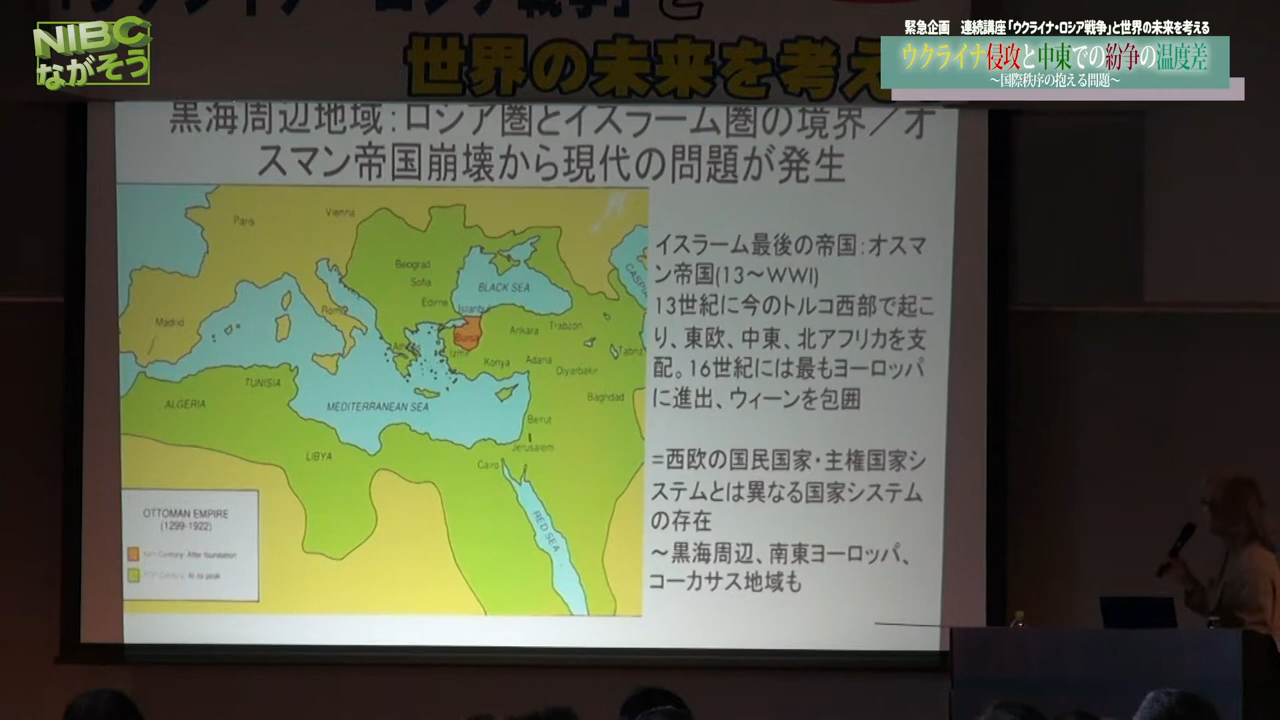 NIBC
ながそう
緊急企画　連続講座「ウクライナ・ロシア戦争」と世界の未来を考える
ウクライナ侵攻と中東での紛争の温度差
～国際秩序の抱える問題～
世界の未来を考え
黒海周辺地域：ロシア圏とイスラーム圏の境界／オ
スマン帝国崩壊から現代の問題が発生
Paris
Vienna
Madrid
Rome
Beograd
Sofia
Edirne
Istanbul
BLACK SEA
CASPI
Bursa
Izmir
Ankara
Trabzon
Konya
Adana
Diyarbakir
Tabriz
Baghdad
TUNISIA
ALGERIA
MEDITERRANEAN SEA
LIBYA
Beirut
Jerusalem
Cairo
RED SEA
OTTOMAN EMPIRE
(1299-1922)
Century: After foundation
Century: At its peak
イスラーム最後の帝国：オスマ
ン帝国(13～WWI)
13世紀に今のトルコ西部で起こ
り、東欧、中東、北アフリカを支
配。16世紀には最もヨーロッパ
に進出、ウィーンを包囲
=西欧の国民国家・主権国家シ
ステムとは異なる国家システム
の存在
～黒海周辺、南東ヨーロッパ、
コーカサス地域も